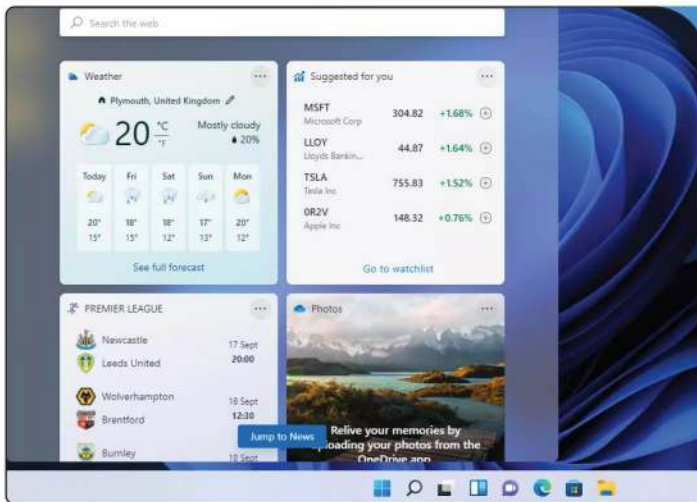 Search the web
Weather
Plymouth, United Kingdom
20 °C
°F
Mostly cloudy
20%
Today Fri Sat Sun Mon
20° 18° 18° 17° 20°
15° 15° 12° 13° 12°
See full forecast
Suggested for you
MSFT
Microsoft Corp
304.82 +1.68%
LLOY
Lloyds Bankin...
44.87 +1.64%
TSLA
Tesla Inc
755.83 +1.52%
0R2V
Apple Inc
148.32 +0.76%
Go to watchlist
PREMIER LEAGUE
Newcastle
Leeds United
17 Sept
20:00
Wolverhampton
Brentford
18 Sept
12:30
Burnley
18 Sept
Photos
Relive your memories by
uploading your photos from the
OneDrive app
Jump to News